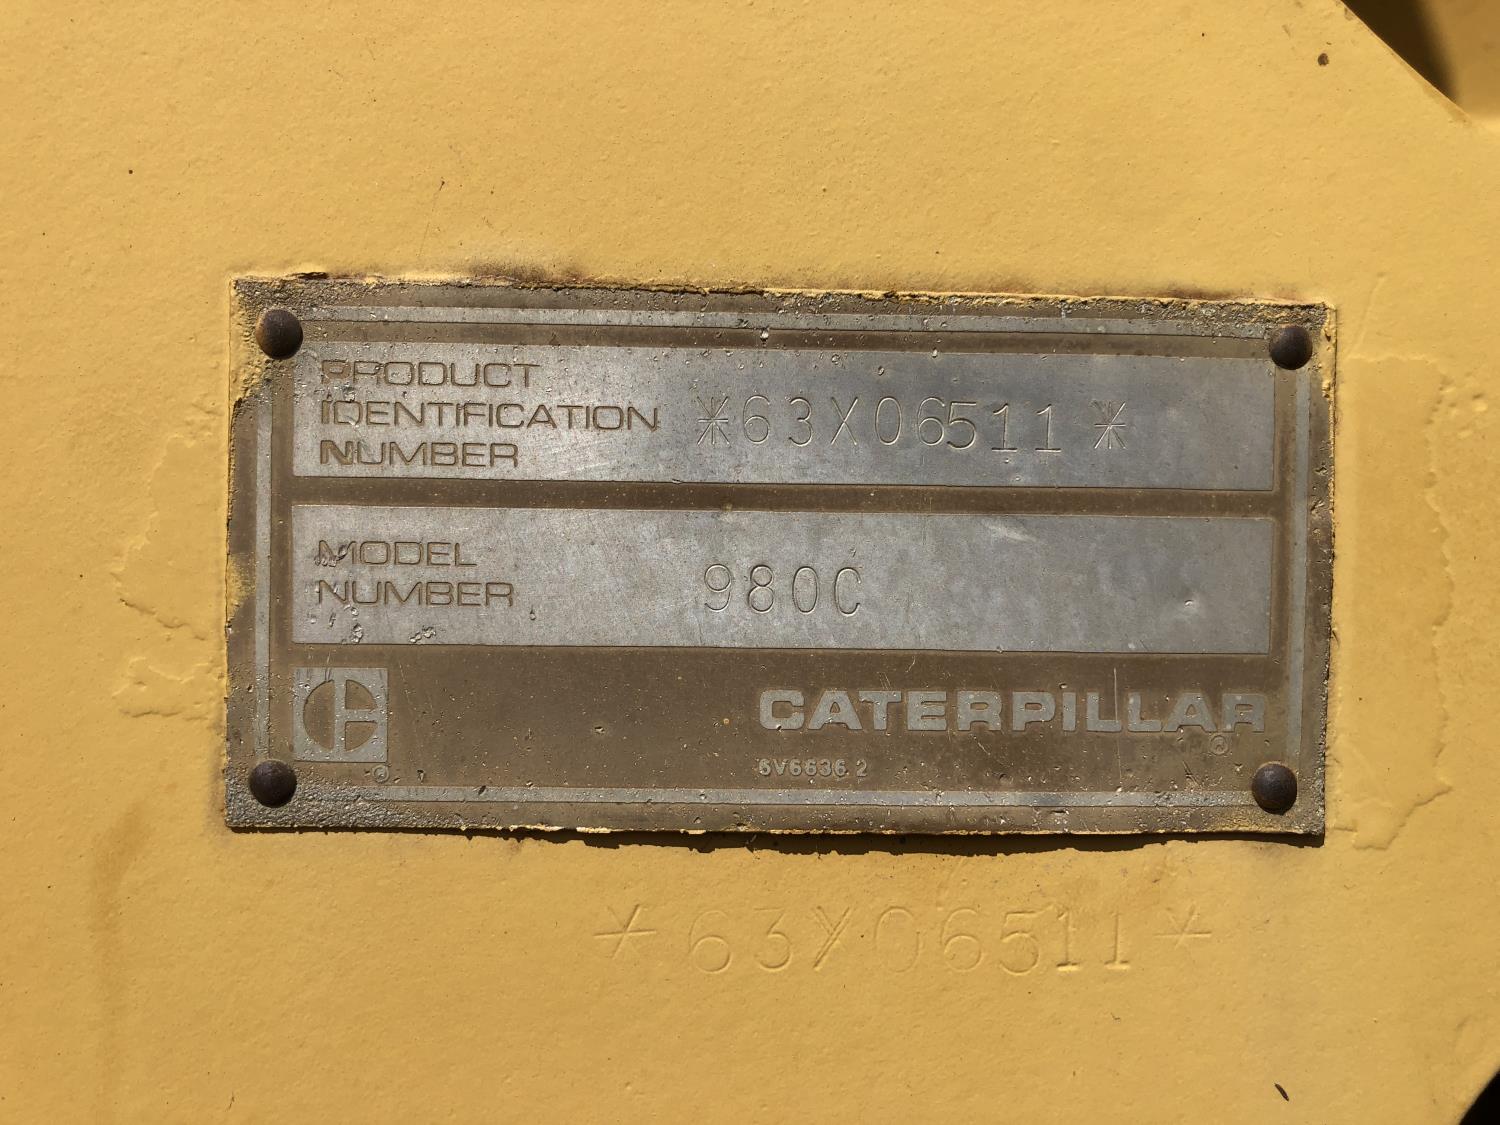 PRODUCT
IDENTIFICATION
NUMBER
*63X06511*
MODEL
NUMBER
980C
CATERPILLAR®
®
6V6636 2
*63X06511*